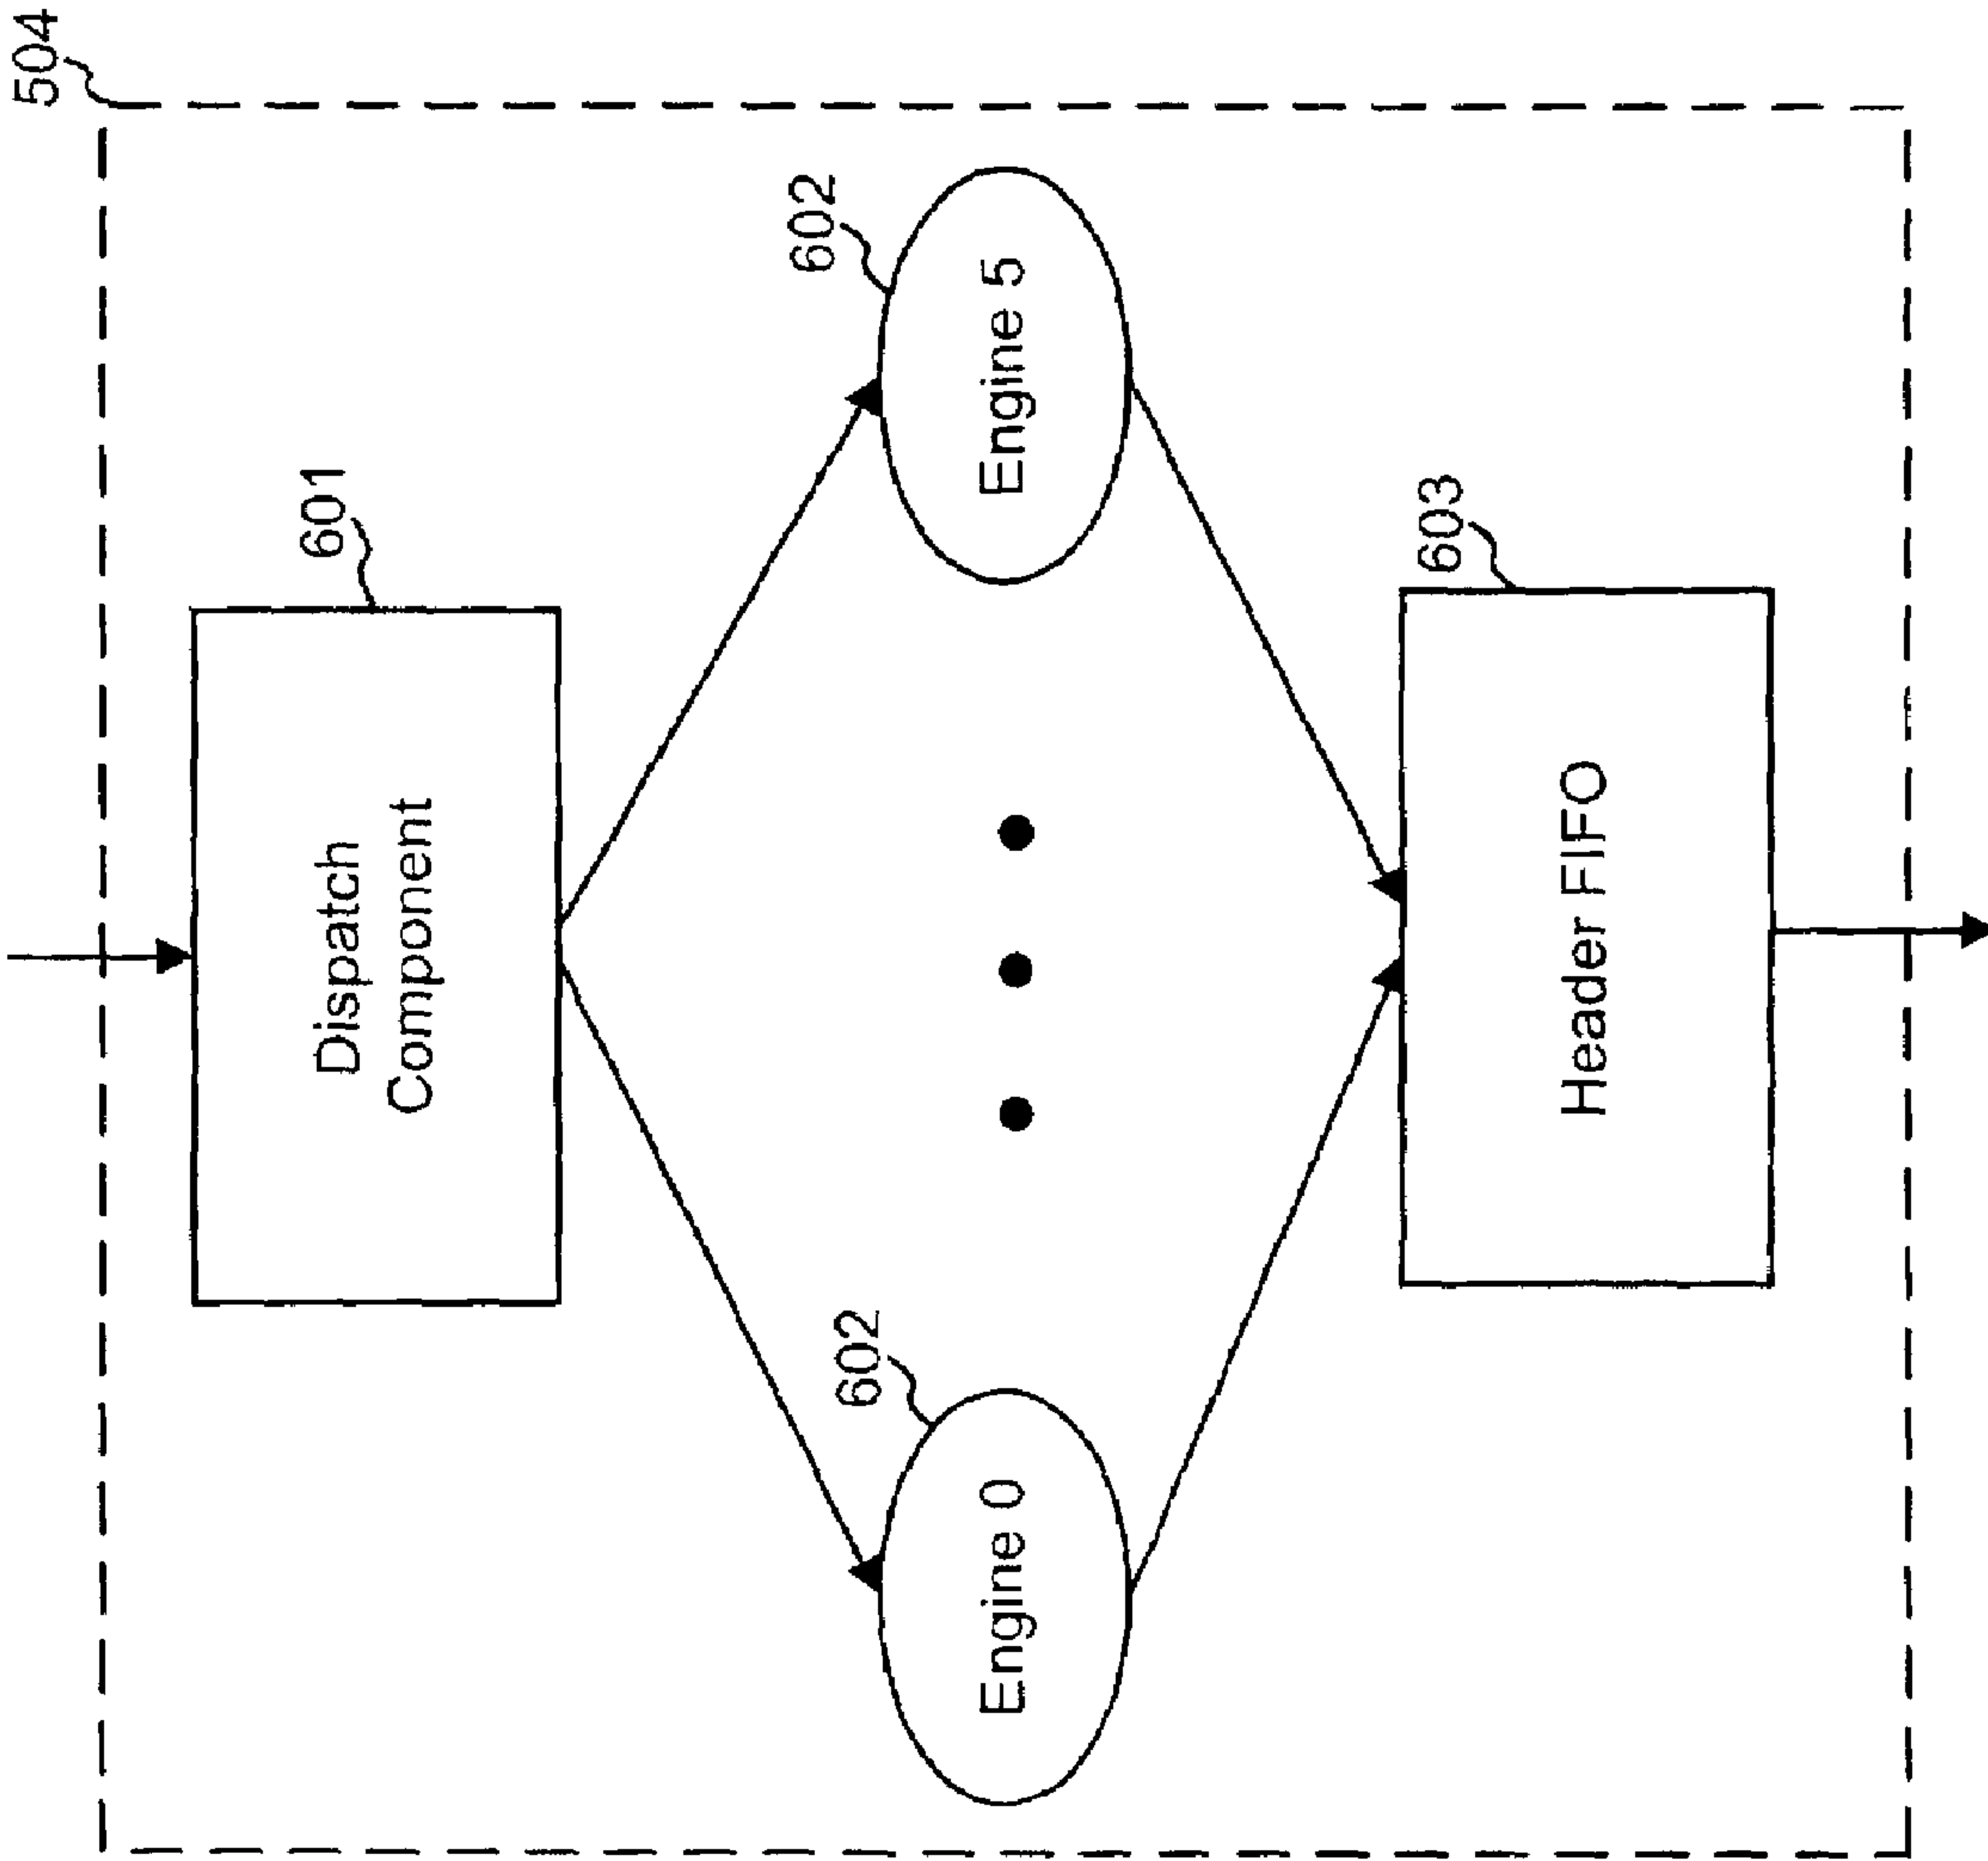 504
601
Dispatch
Component
602
Engine 0
602
Engine 5
603
Header FIFO